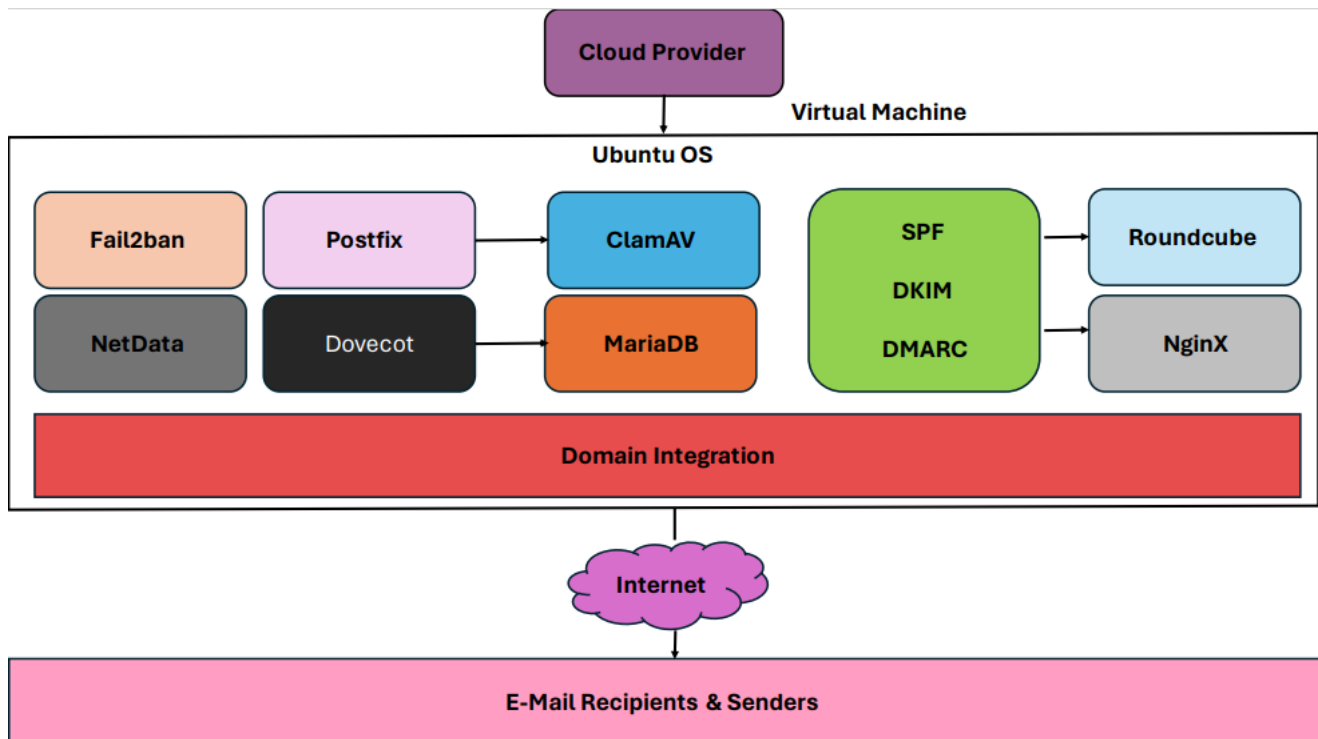 Cloud Provider
Virtual Machine
Ubuntu OS
Fail2ban
Postfix
ClamAV
SPF
DKIM
DMARC
Roundcube
NetData
Dovecot
MariaDB
NginX
Domain Integration
Internet
E-Mail Recipients & Senders